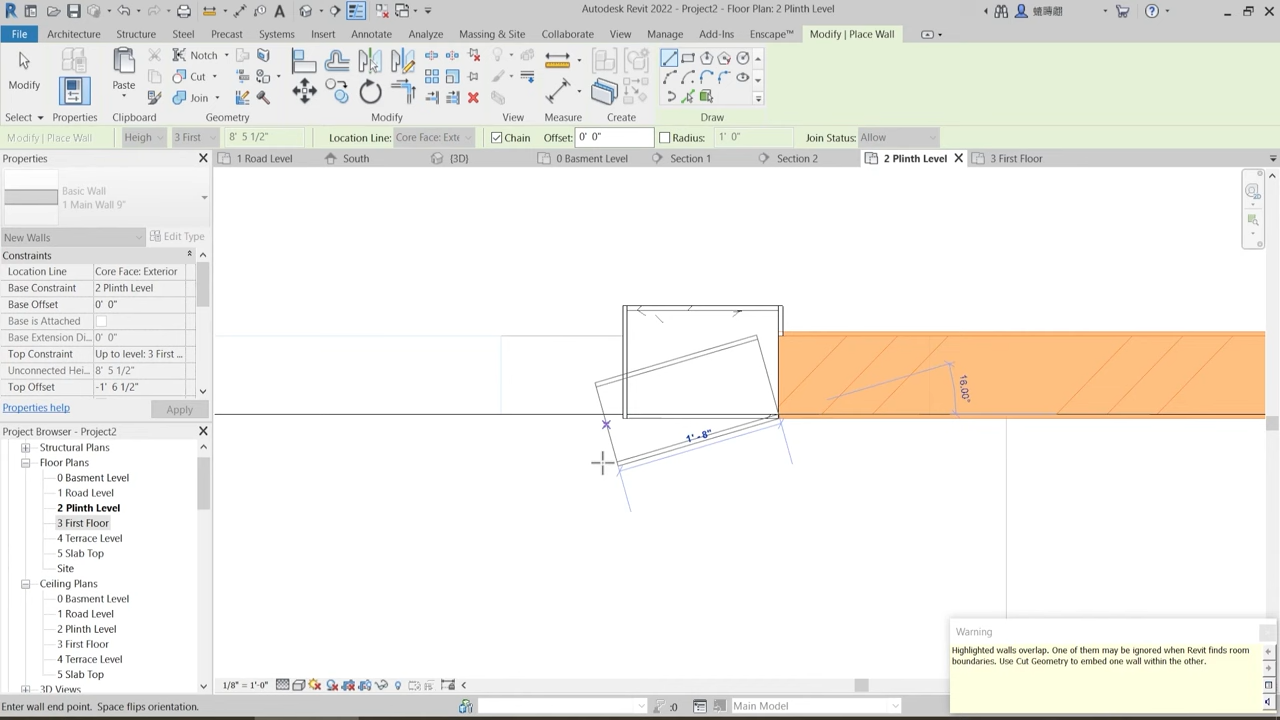 Autodesk Revit 2022 - Project2 - Floor Plan: 2 Plinth Level
File Architecture Structure Steel Precast Systems Insert Annotate Analyze Massing & Site Collaborate View Manage Add-Ins Enscape™ Modify | Place Wall
Modify
Properties
Paste
Notch
Cut
Join
Select Properties Clipboard Geometry Modify View Measure Create Draw
Modify | Place Wall Heigh 3 First 8' 5 1/2" Location Line: Core Face: Exte Chain Offset: 0' 0" Radius: 1' 0" Join Status: Allow
Properties
1 Road Level South {3D} 0 Basment Level Section 1 Section 2 2 Plinth Level 3 First Floor
Basic Wall
1 Main Wall 9"
New Walls Edit Type
Constraints
Location Line Core Face: Exterior
Base Constraint 2 Plinth Level
Base Offset 0' 0"
Base is Attached
Base Extension Di... 0' 0"
Top Constraint Up to level: 3 First ...
Unconnected Hei... 8' 5 1/2"
Top Offset -1' 6 1/2"
Properties help Apply
Project Browser - Project2
Structural Plans
Floor Plans
0 Basment Level
1 Road Level
2 Plinth Level
3 First Floor
4 Terrace Level
5 Slab Top
Site
Ceiling Plans
0 Basment Level
1 Road Level
2 Plinth Level
3 First Floor
4 Terrace Level
5 Slab Top
3D Views
16.00°
1' -8"
Warning
Highlighted walls overlap. One of them may be ignored when Revit finds room
boundaries. Use Cut Geometry to embed one wall within the other.
1/8" = 1'-0"
Enter wall end point. Space flips orientation. :0 Main Model